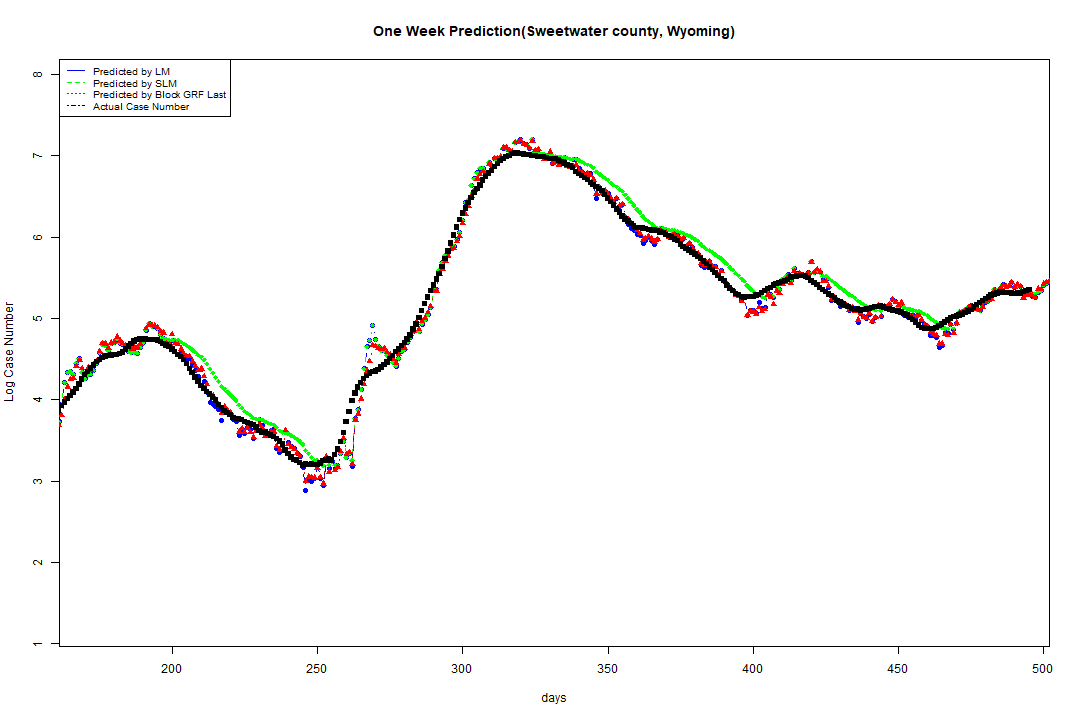 One Week Prediction(Sweetwater county, Wyoming)
Predicted by LM
Predicted by SLM
Predicted by Block GRF Last
Actual Case Number
8
7
6
5
4
3
2
1
Log Case Number
200 250 300 350 400 450 500
days